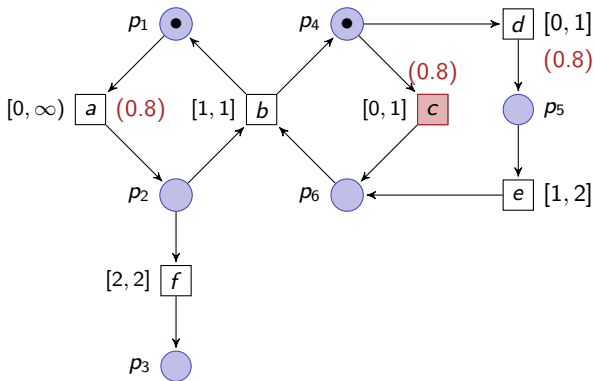 p1 p4 d [0, 1]
(0.8) (0.8)
[0, ∞) a (0.8) [1, 1] b [0, 1] c p5
p2 p6 e [1, 2]
[2, 2] f
p3